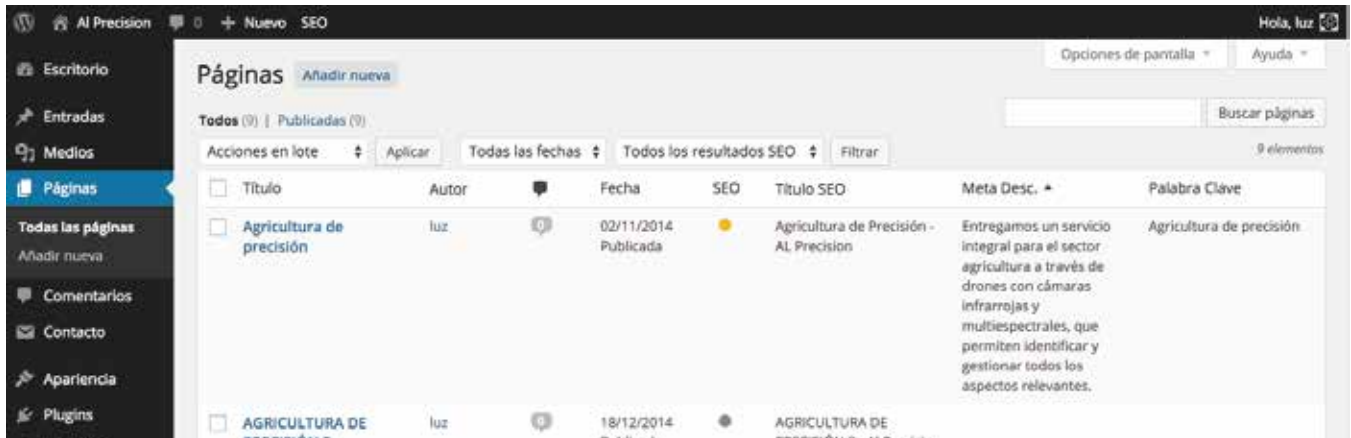 Al Precision 0 + Nuevo SEO Hola, luz
Opciones de pantalla Ayuda
Escritorio
Páginas Añadir nueva
Entradas
Todos (9) | Publicadas (9) Buscar páginas
Medios
Acciones en lote Aplicar Todas las fechas Todos los resultados SEO Filtrar 9 elementos
Páginas
Título Autor Fecha SEO Título SEO Meta Desc. Palabra Clave
Todas las páginas
Añadir nueva
Comentarios
Contacto
Apariencia
Plugins
Agricultura de luz 0 02/11/2014 Agricultura de Precisión - Entregamos un servicio Agricultura de precisión
precisión Publicada AL Precision integral para el sector
agricultura a través de
drones con cámaras
infrarrojas y
multiespectrales, que
permiten identificar y
gestionar todos los
aspectos relevantes.
AGRICULTURA DE luz 0 18/12/2014 AGRICULTURA DE